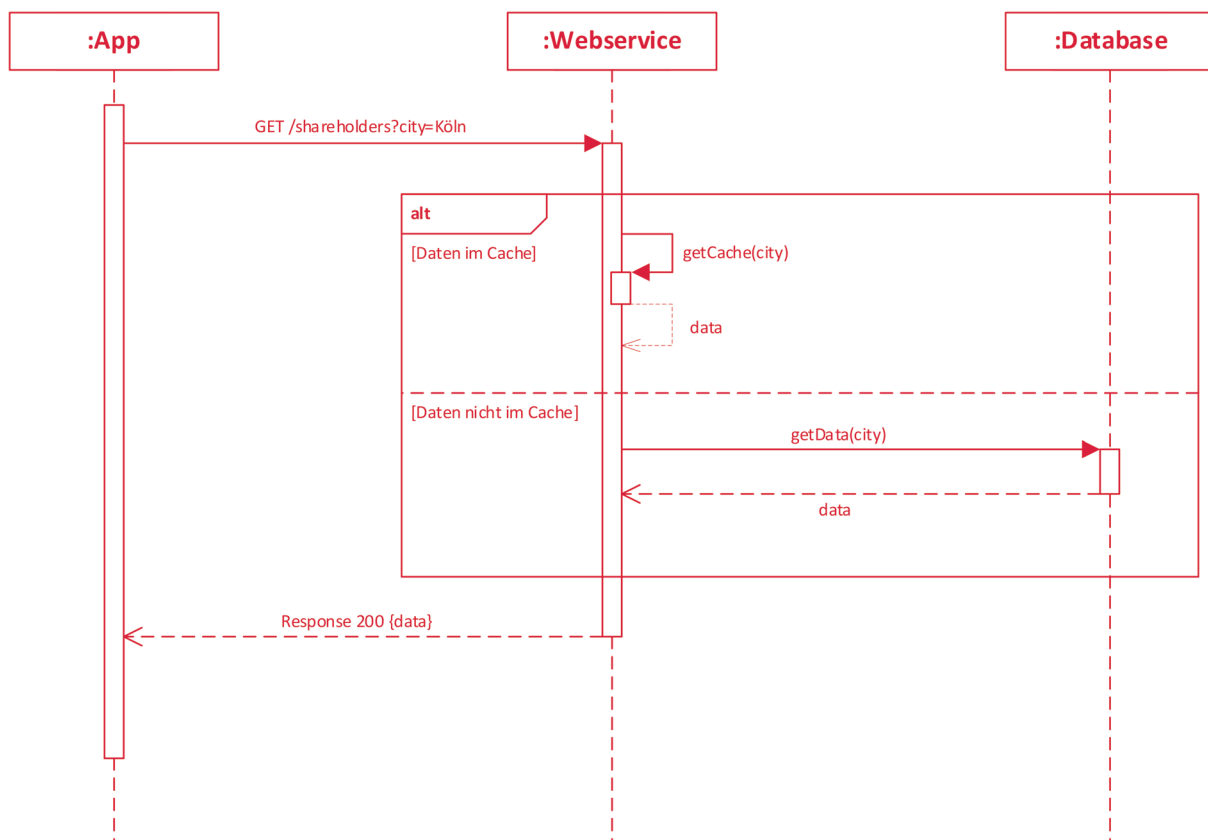 :App
:Webservice
:Database
GET /shareholders?city=Köln
alt
[Daten im Cache]
getCache(city)
data
[Daten nicht im Cache]
getData(city)
data
Response 200 {data}